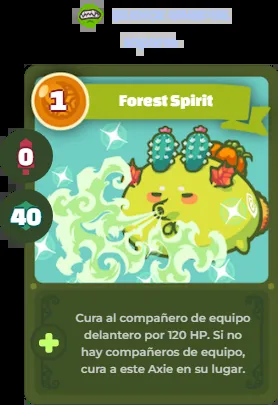 1
Forest Spirit
0
40
Cura al compañero de equipo
delantero por 120 HP. Si no
hay compañeros de equipo,
cura a este Axie en su lugar.